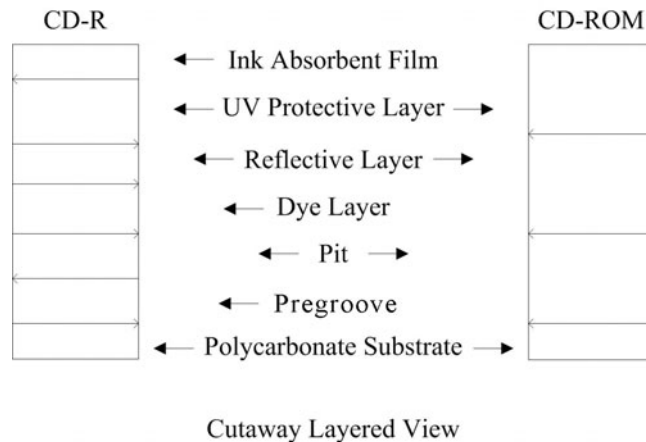 CD-R
CD-ROM
Ink Absorbent Film
UV Protective Layer
Reflective Layer
Dye Layer
Pit
Pregroove
Polycarbonate Substrate
Cutaway Layered View